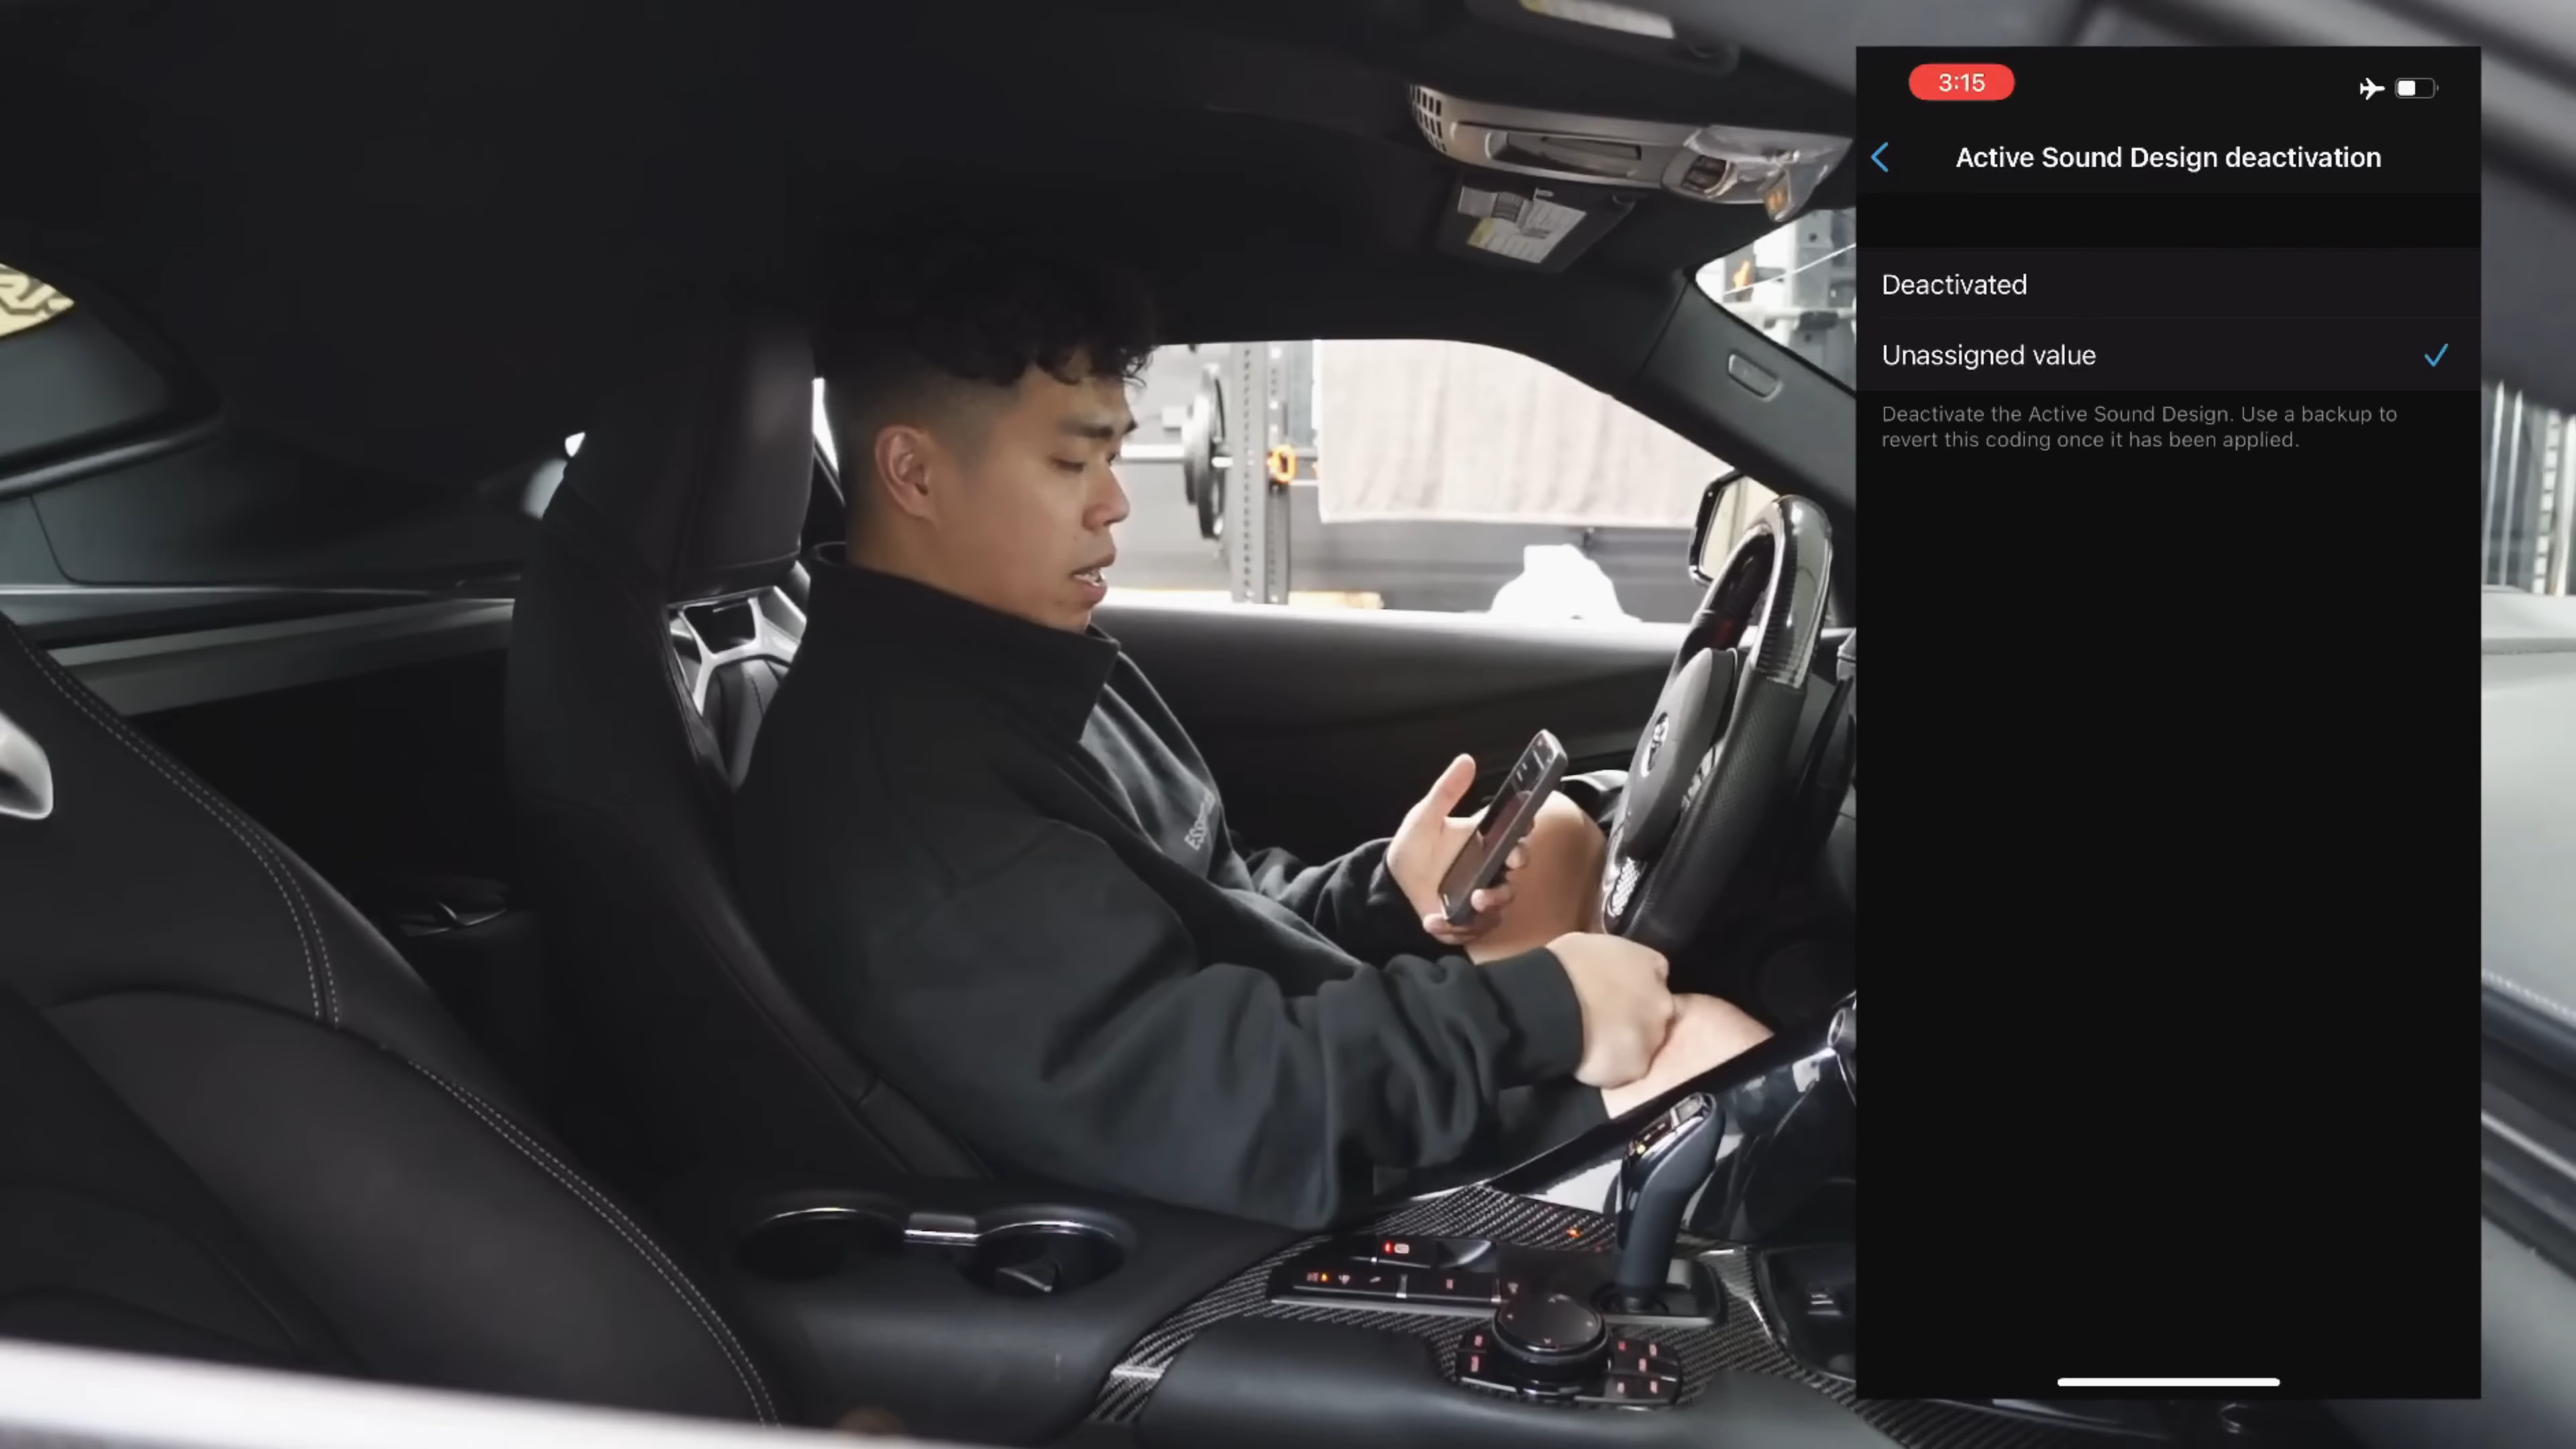 3:15
Active Sound Design deactivation
Deactivated
Unassigned value
Deactivate the Active Sound Design. Use a backup to
revert this coding once it has been applied.